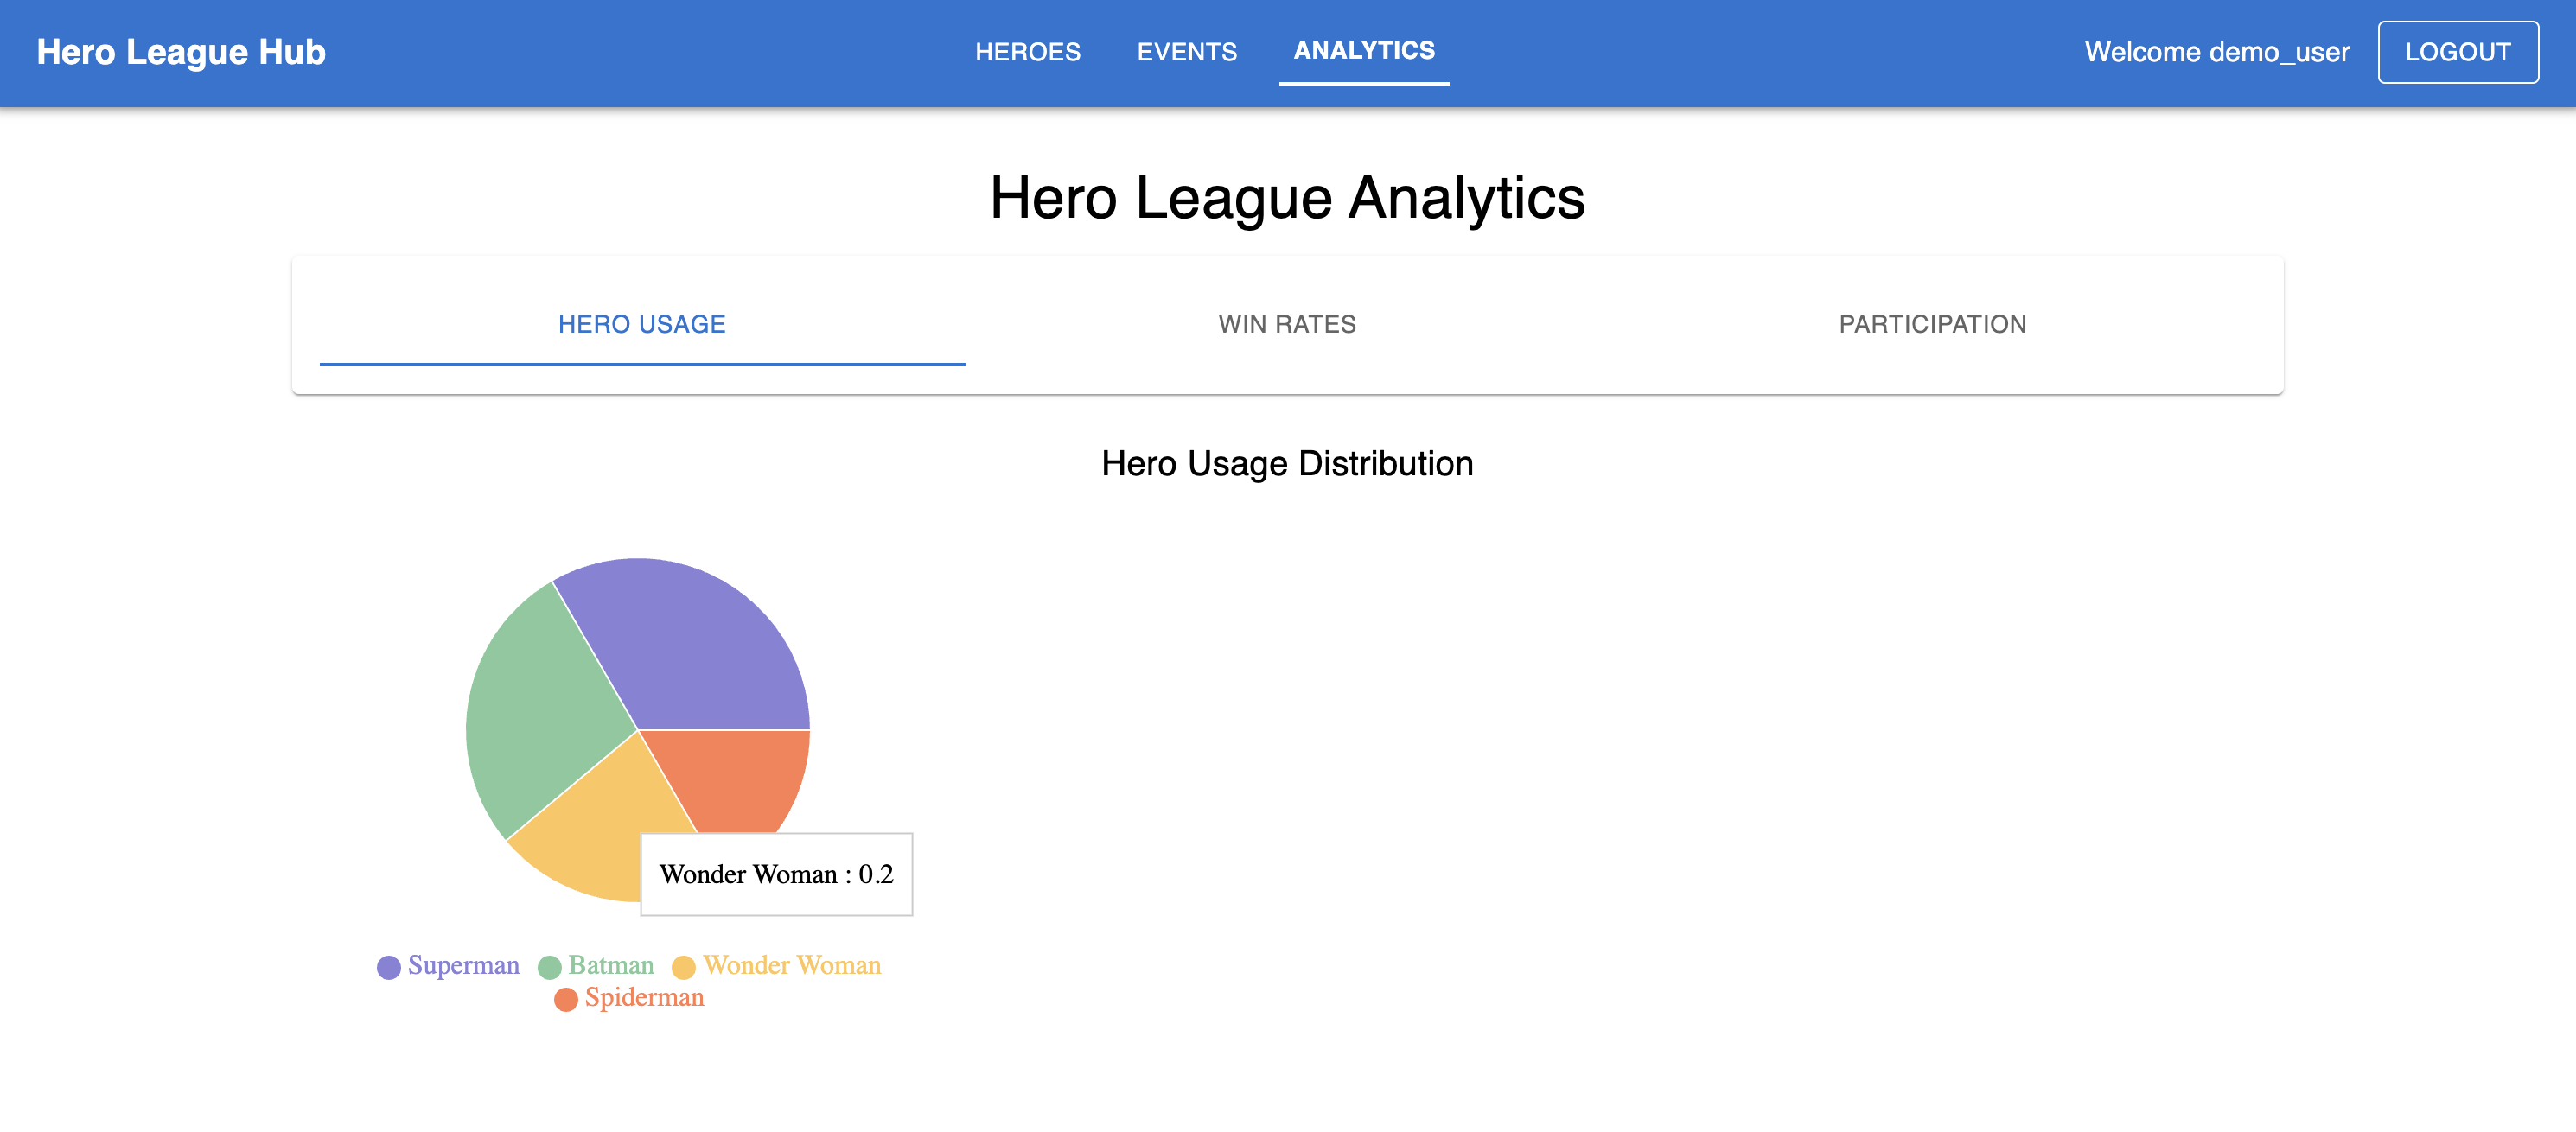 Hero League Hub HEROES EVENTS ANALYTICS Welcome demo_user LOGOUT
Hero League Analytics
HERO USAGE WIN RATES PARTICIPATION
Hero Usage Distribution
Wonder Woman : 0.2
Superman Batman Wonder Woman
Spiderman